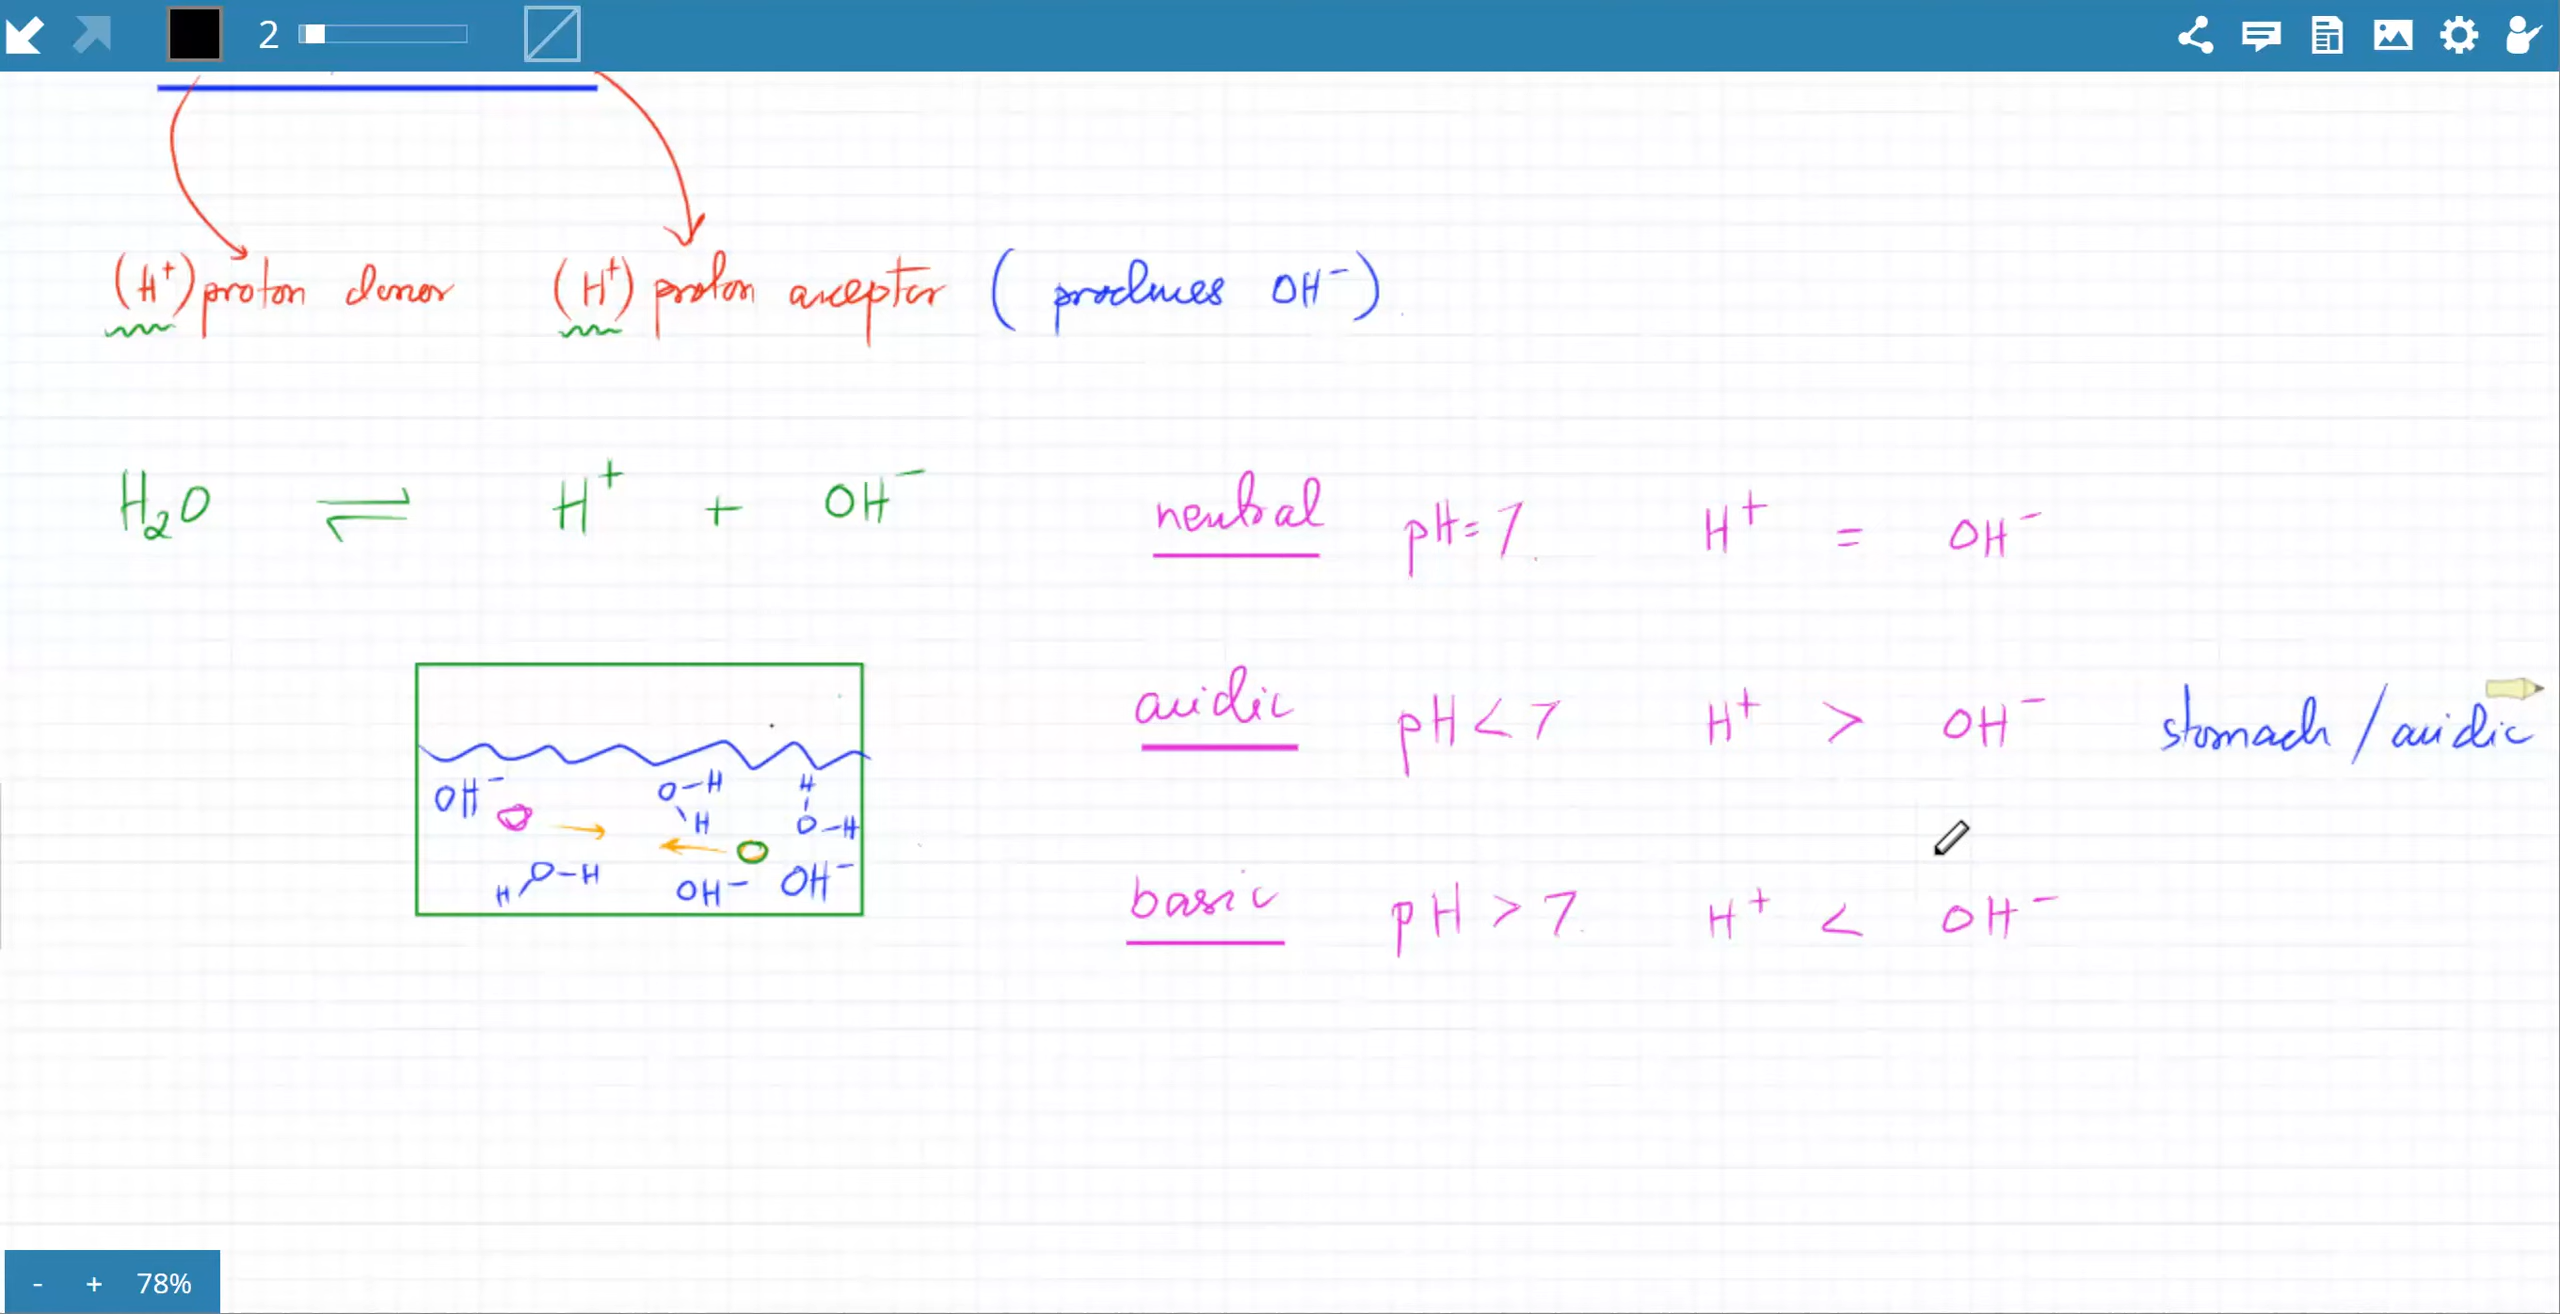 2
(H⁺) proton donor (H⁺) proton acceptor (produces OH⁻)
H₂O ⇌ H⁺ + OH⁻
neutral pH = 7 H⁺ = OH⁻
acidic pH < 7 H⁺ > OH⁻ stomach / acidic
basic pH > 7 H⁺ < OH⁻
OH⁻ O-H H H
O-H
H O-H OH⁻ OH⁻
- + 78%